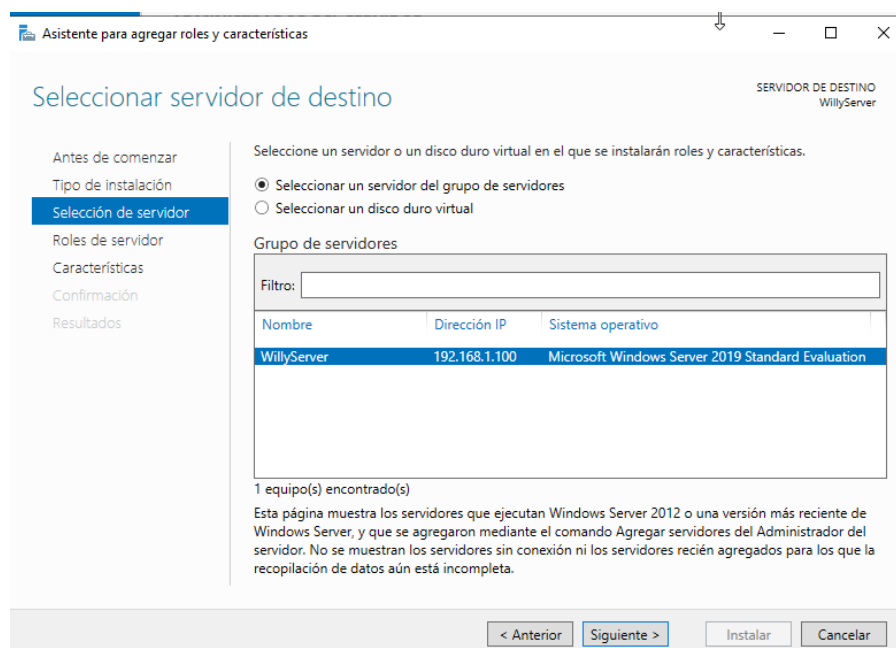 Asistente para agregar roles y características
Seleccionar servidor de destino
SERVIDOR DE DESTINO
WillyServer
Antes de comenzar
Tipo de instalación
Selección de servidor
Roles de servidor
Características
Confirmación
Resultados
Seleccione un servidor o un disco duro virtual en el que se instalarán roles y características.
Seleccionar un servidor del grupo de servidores
Seleccionar un disco duro virtual
Grupo de servidores
Filtro:
Nombre Dirección IP Sistema operativo
WillyServer 192.168.1.100 Microsoft Windows Server 2019 Standard Evaluation
1 equipo(s) encontrado(s)
Esta página muestra los servidores que ejecutan Windows Server 2012 o una versión más reciente de
Windows Server, y que se agregaron mediante el comando Agregar servidores del Administrador del
servidor. No se muestran los servidores sin conexión ni los servidores recién agregados para los que la
recopilación de datos aún está incompleta.
< Anterior Siguiente > Instalar Cancelar